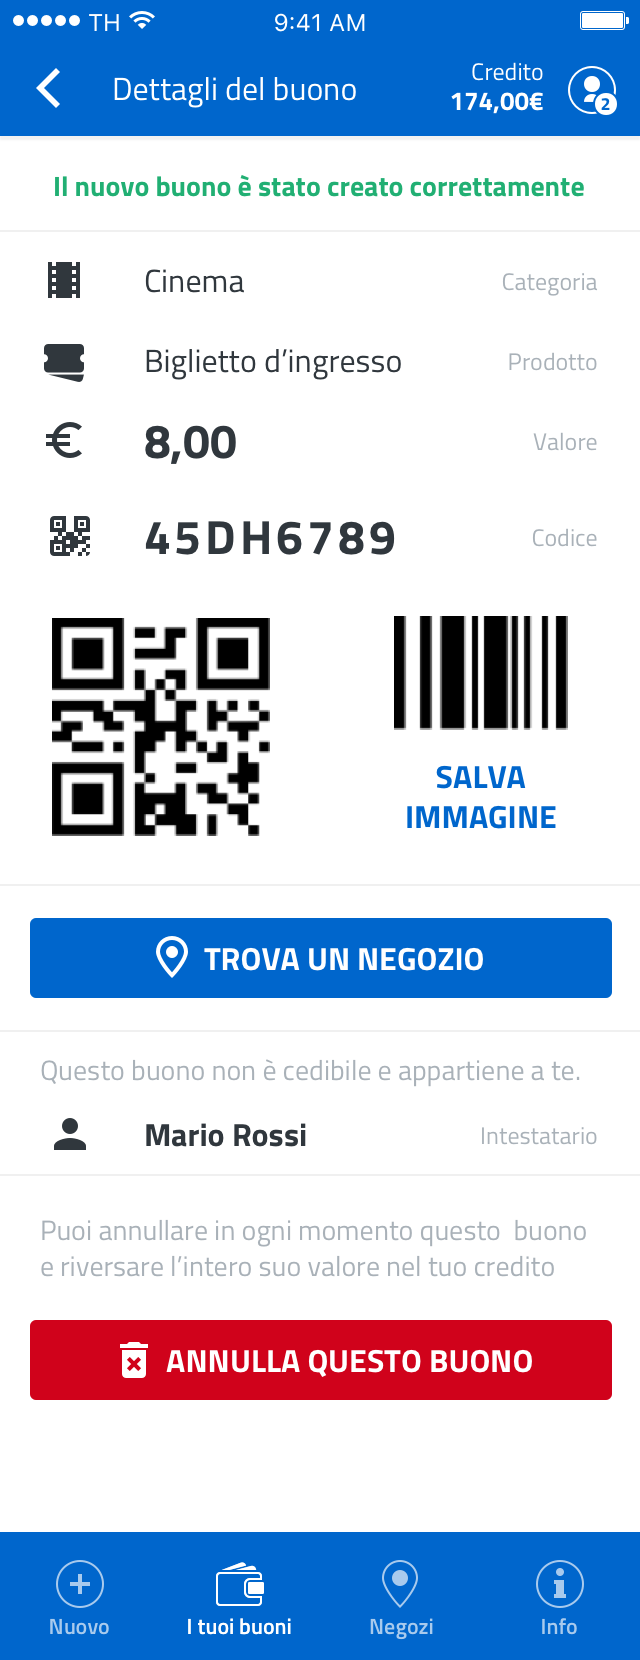 TH 9:41 AM
Dettagli del buono
Credito
174,00€
2
Il nuovo buono è stato creato correttamente
Cinema Categoria
Biglietto d’ingresso Prodotto
€ 8,00 Valore
45DH6789 Codice
SALVA
IMMAGINE
TROVA UN NEGOZIO
Questo buono non è cedibile e appartiene a te.
Mario Rossi Intestatario
Puoi annullare in ogni momento questo  buono
e riversare l’intero suo valore nel tuo credito
ANNULLA QUESTO BUONO
Nuovo I tuoi buoni Negozi Info